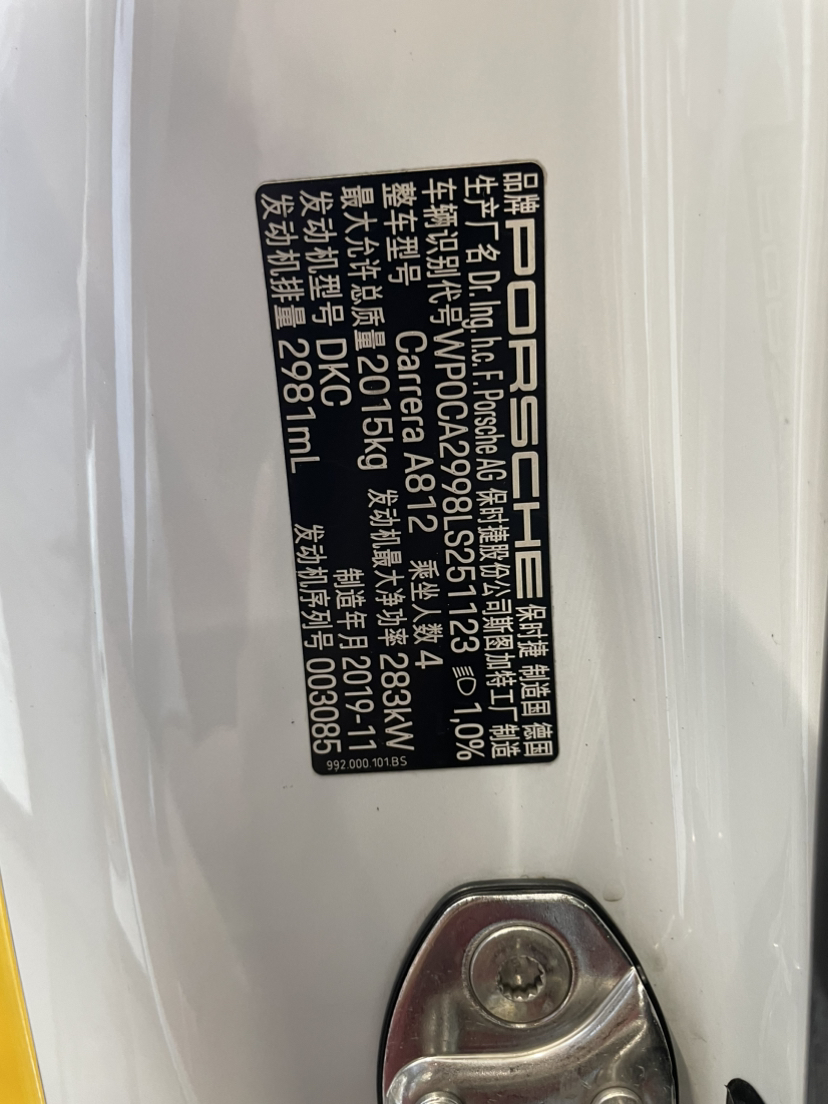 品牌 PORSCHE 保时捷 制造国 德国
生产厂名 Dr. Ing. h.c. F. Porsche AG 保时捷股份公司斯图加特工厂 制造
车辆识别代号 WP0CA2998LS251123 1,0%
整车型号 Carrera A812 乘坐人数 4
最大允许总质量 2015kg 发动机最大净功率 283kW
发动机型号 DKC 制造年月 2019-11
发动机排量 2981mL 发动机序列号 003085
992.000.101.BS